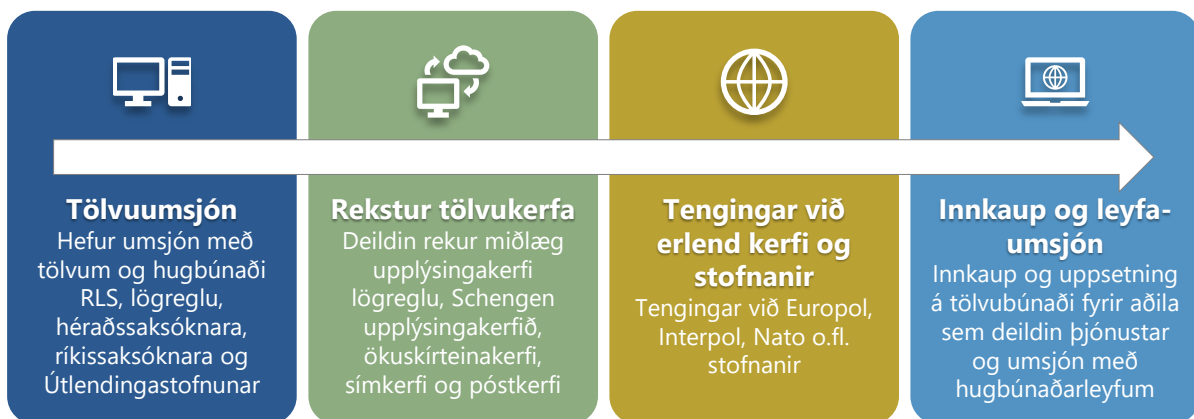 Tölvuumsjón
Hefur umsjón með
tölvum og hugbúnaði
RLS, lögreglu,
héraðssaksóknara,
ríkissaksóknara og
Útlendingastofnunar
Rekstur tölvukerfa
Deildin rekur miðlæg
upplýsingakerfi
lögreglu, Schengen
upplýsingakerfið,
ökuskírteinakerfi,
símkerfi og póstkerfi
Tengingar við
erlend kerfi og
stofnanir
Tengingar við Europol,
Interpol, Nato o.fl.
stofnanir
Innkaup og leyfa-
umsjón
Innkaup og uppsetning
á tölvubúnaði fyrir aðila
sem deildin þjónustar
og umsjón með
hugbúnaðarleyfum